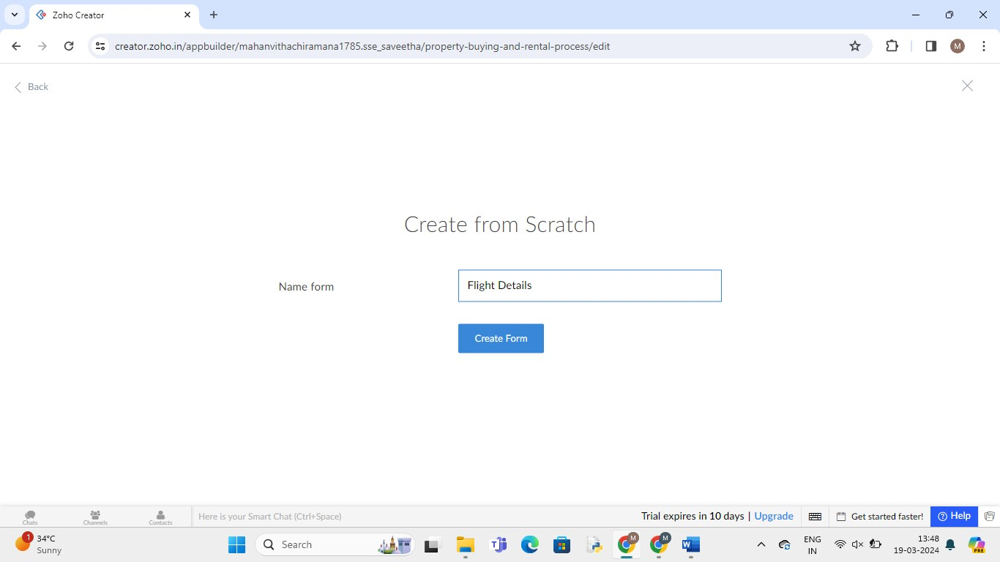 Zoho Creator
creator.zoho.in/appbuilder/mahanvithachiramana1785.sse_saveetha/property-buying-and-rental-process/edit
M
Back
Create from Scratch
Name form
Flight Details
Create Form
Chats
Channels
Contacts
Here is your Smart Chat (Ctrl+Space)
Trial expires in 10 days | Upgrade
Get started faster!
Help
1
34°C
Sunny
Search
M
M
ENG
IN
13:48
19-03-2024
PRE